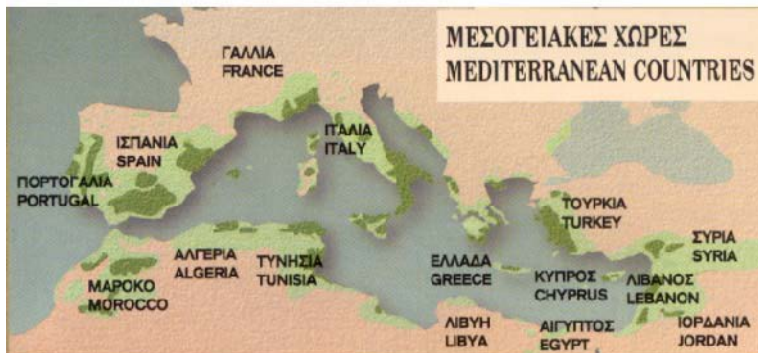 ΜΕΣΟΓΕΙΑΚΕΣ ΧΩΡΕΣ
MEDITERRANEAN COUNTRIES
ΓΑΛΛΙΑ
FRANCE
ΙΣΠΑΝΙΑ
SPAIN
ΙΤΑΛΙΑ
ITALY
ΠΟΡΤΟΓΑΛΙΑ
PORTUGAL
ΤΟΥΡΚΙΑ
TURKEY
ΣΥΡΙΑ
SYRIA
ΑΛΓΕΡΙΑ
ALGERIA
ΤΥΝΗΣΙΑ
TUNISIA
ΕΛΛΑΔΑ
GREECE
ΚΥΠΡΟΣ
CHYPRUS
ΛΙΒΑΝΟΣ
LEBANON
ΜΑΡΟΚΟ
MOROCCO
ΛΙΒΥΗ
LIBYA
ΑΙΓΥΠΤΟΣ
EGYPT
ΙΟΡΔΑΝΙΑ
JORDAN